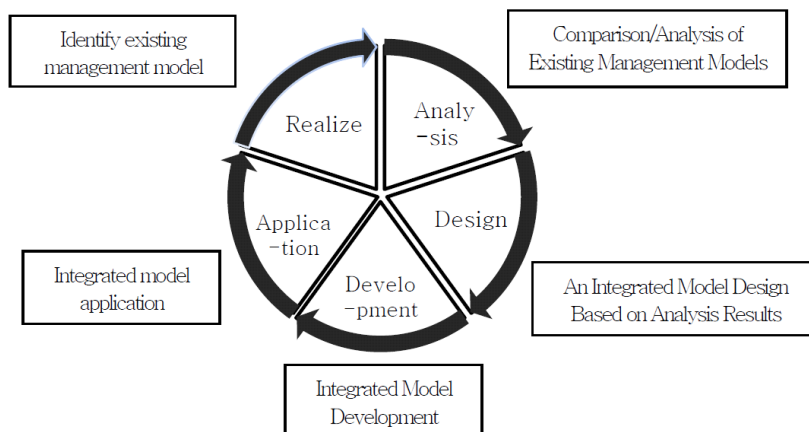 Identify existing
management model
Comparison/Analysis of
Existing Management Models
Realize
Analy
-sis
Applica
-tion
Design
Develo
-pment
Integrated model
application
An Integrated Model Design
Based on Analysis Results
Integrated Model
Development